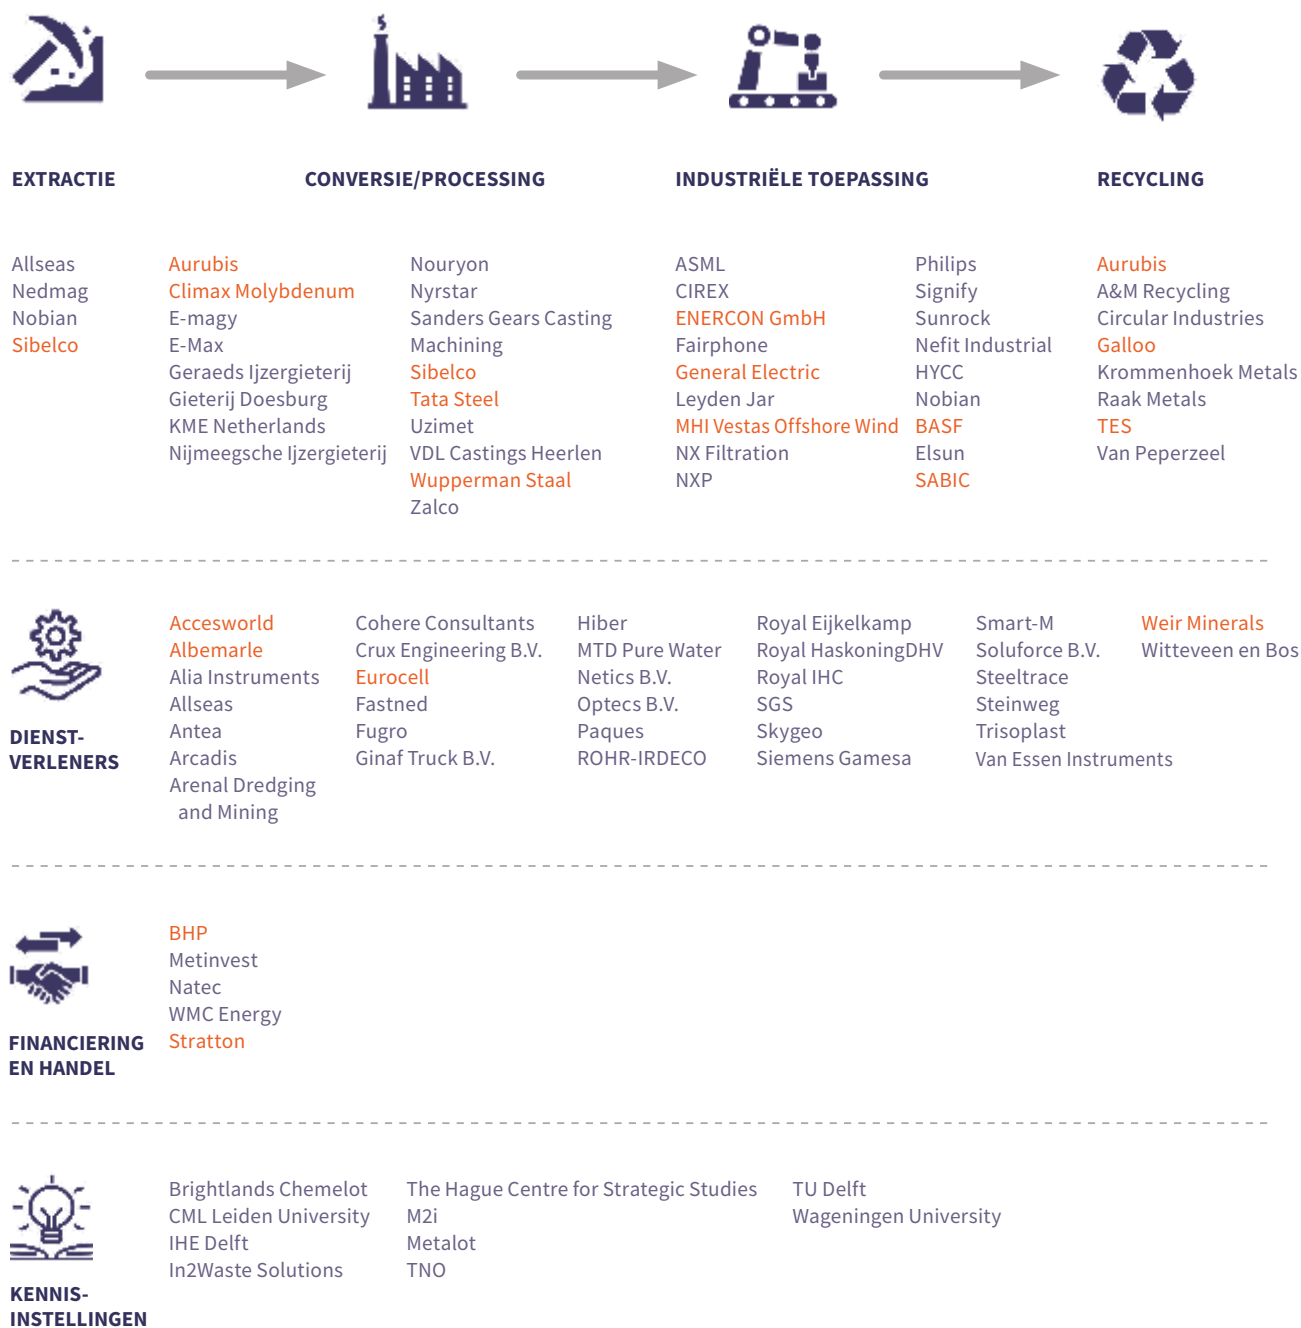 EXTRACTIE
CONVERSIE/PROCESSING
INDUSTRIËLE TOEPASSING
RECYCLING
Allseas
Nedmag
Nobian
Sibelco
Aurubis
Climax Molybdenum
E-magy
E-Max
Geraeds Ijzergieterij
Gieterij Doesburg
KME Netherlands
Nijmeegsche Ijzergieterij
Nouryon
Nyrstar
Sanders Gears Casting
Machining
Sibelco
Tata Steel
Uzimet
VDL Castings Heerlen
Wupperman Staal
Zalco
ASML
CIREX
ENERCON GmbH
Fairphone
General Electric
Leyden Jar
MHI Vestas Offshore Wind
NX Filtration
NXP
Philips
Signify
Sunrock
Nefit Industrial
HYCC
Nobian
BASF
Elsun
SABIC
Aurubis
A&M Recycling
Circular Industries
Galloo
Krommenhoek Metals
Raak Metals
TES
Van Peperzeel
DIENST-
VERLENERS
Accesworld
Albemarle
Alia Instruments
Allseas
Antea
Arcadis
Arenal Dredging
and Mining
Cohere Consultants
Crux Engineering B.V.
Eurocell
Fastned
Fugro
Ginaf Truck B.V.
Hiber
MTD Pure Water
Netics B.V.
Optecs B.V.
Paques
ROHR-IRDECO
Royal Eijkelkamp
Royal HaskoningDHV
Royal IHC
SGS
Skygeo
Siemens Gamesa
Smart-M
Soluforce B.V.
Steeltrace
Steinweg
Trisoplast
Van Essen Instruments
Weir Minerals
Witteveen en Bos
FINANCIERING
EN HANDEL
BHP
Metinvest
Natec
WMC Energy
Stratton
KENNIS-
INSTELLINGEN
Brightlands Chemelot
CML Leiden University
IHE Delft
In2Waste Solutions
The Hague Centre for Strategic Studies
M2i
Metalot
TNO
TU Delft
Wageningen University